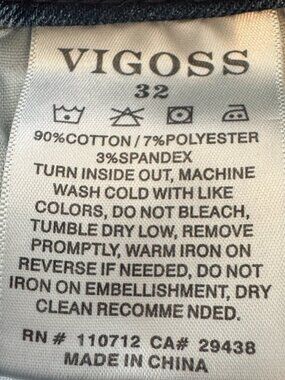 VIGOSS
32
90%COTTON / 7%POLYESTER
3%SPANDEX
TURN INSIDE OUT, MACHINE
WASH COLD WITH LIKE
COLORS, DO NOT BLEACH,
TUMBLE DRY LOW, REMOVE
PROMPTLY, WARM IRON ON
REVERSE IF NEEDED, DO NOT
IRON ON EMBELLISHMENT, DRY
CLEAN RECOMME NDED.
RN # 110712 CA# 29438
MADE IN CHINA